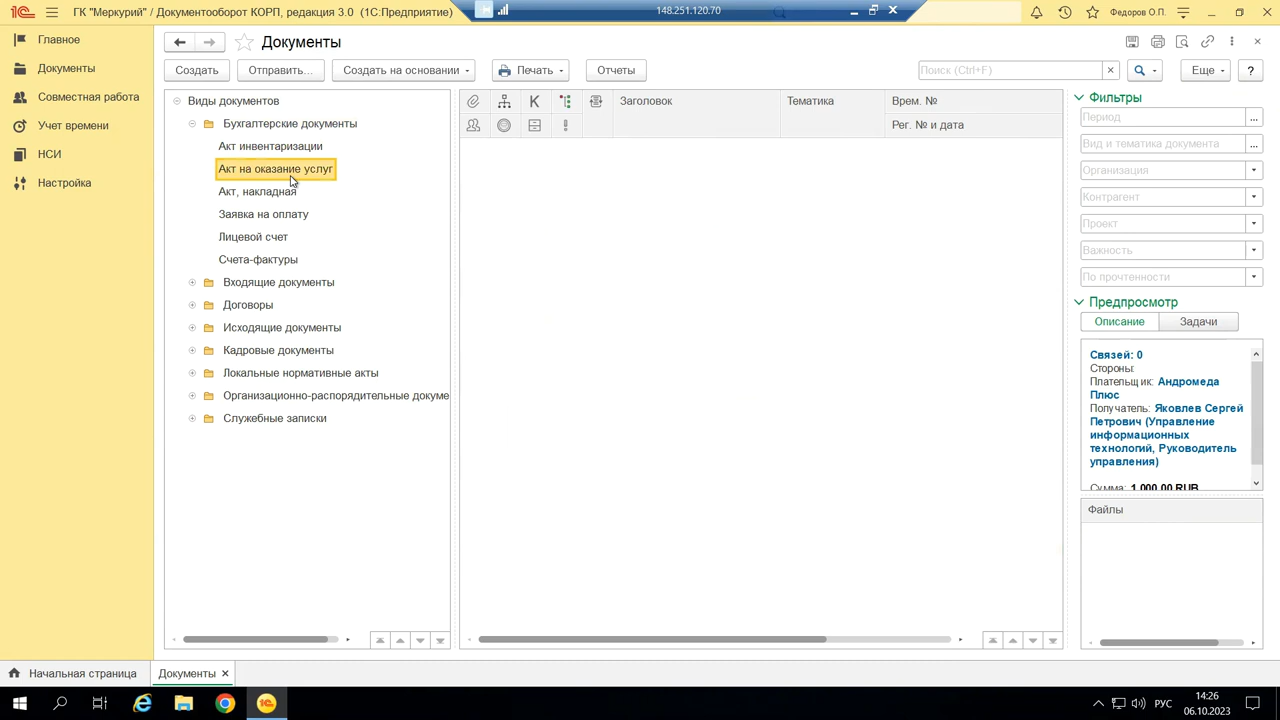 ГК "Меркурий" / Документооборот КОРП, редакция 3.0 (1С:Предприятие)
148.251.120.70
Федоров О.П.
Главное
Документы
Совместная работа
Учет времени
НСИ
Настройка
Документы
Создать
Отправить...
Создать на основании
Печать
Отчеты
Поиск (Ctrl+F)
Еще
?
Виды документов
Бухгалтерские документы
Акт инвентаризации
Акт на оказание услуг
Акт, накладная
Заявка на оплату
Лицевой счет
Счета-фактуры
Входящие документы
Договоры
Исходящие документы
Кадровые документы
Локальные нормативные акты
Организационно-распорядительные докуме
Служебные записки
К
Заголовок
Тематика
Врем. №
Рег. № и дата
Фильтры
Период
...
Вид и тематика документа
...
Организация
Контрагент
Проект
Важность
По прочтенности
Предпросмотр
Описание
Задачи
Связей: 0
Стороны:
Плательщик: Андромеда
Плюс
Получатель: Яковлев Сергей
Петрович (Управление
информационных
технологий, Руководитель
управления)
Сумма: 1 000,00 RUB
Файлы
Начальная страница
Документы
РУС
14:26
06.10.2023